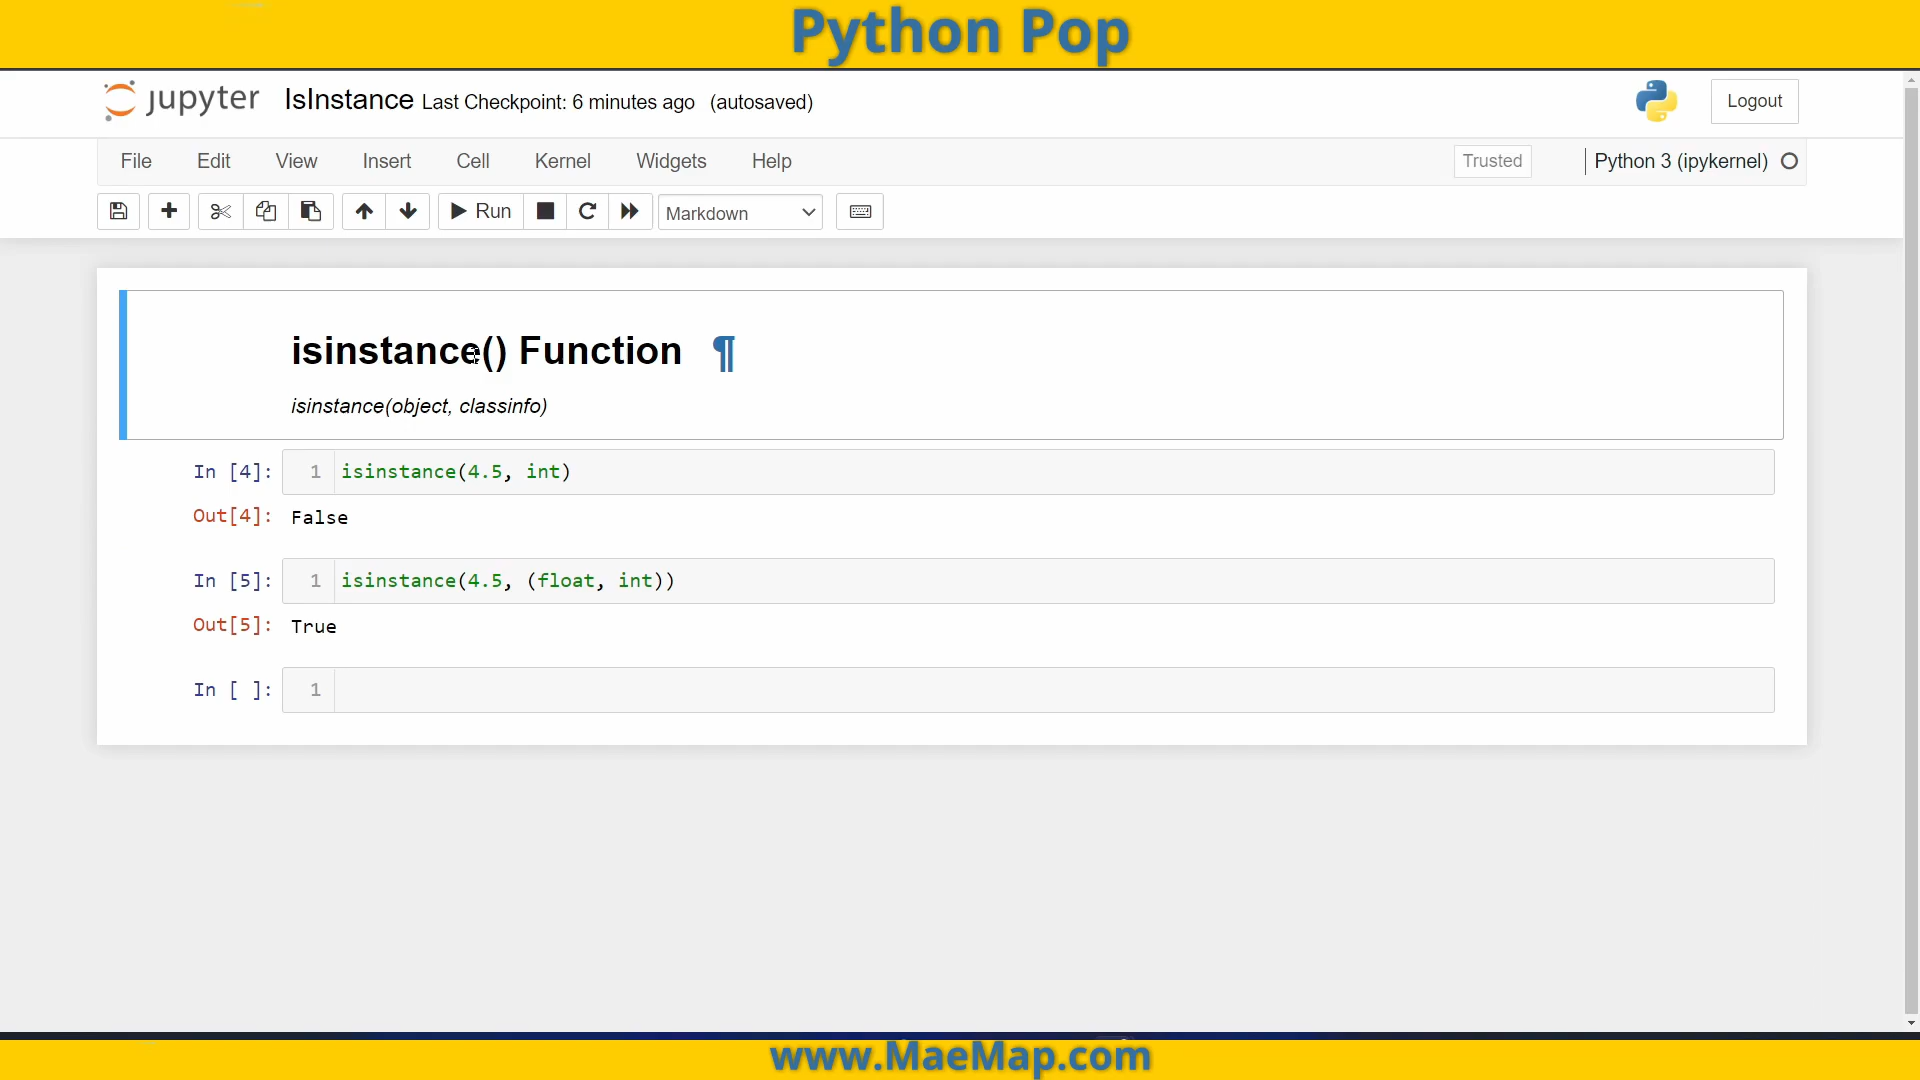 Python Pop
jupyter IsInstance Last Checkpoint: 6 minutes ago (autosaved) Logout
File Edit View Insert Cell Kernel Widgets Help Trusted Python 3 (ipykernel)
Run Markdown
isinstance() Function ¶
isinstance(object, classinfo)
In [4]: 1 isinstance(4.5, int)
Out[4]: False
In [5]: 1 isinstance(4.5, (float, int))
Out[5]: True
In [ ]: 1
www.MaeMap.com